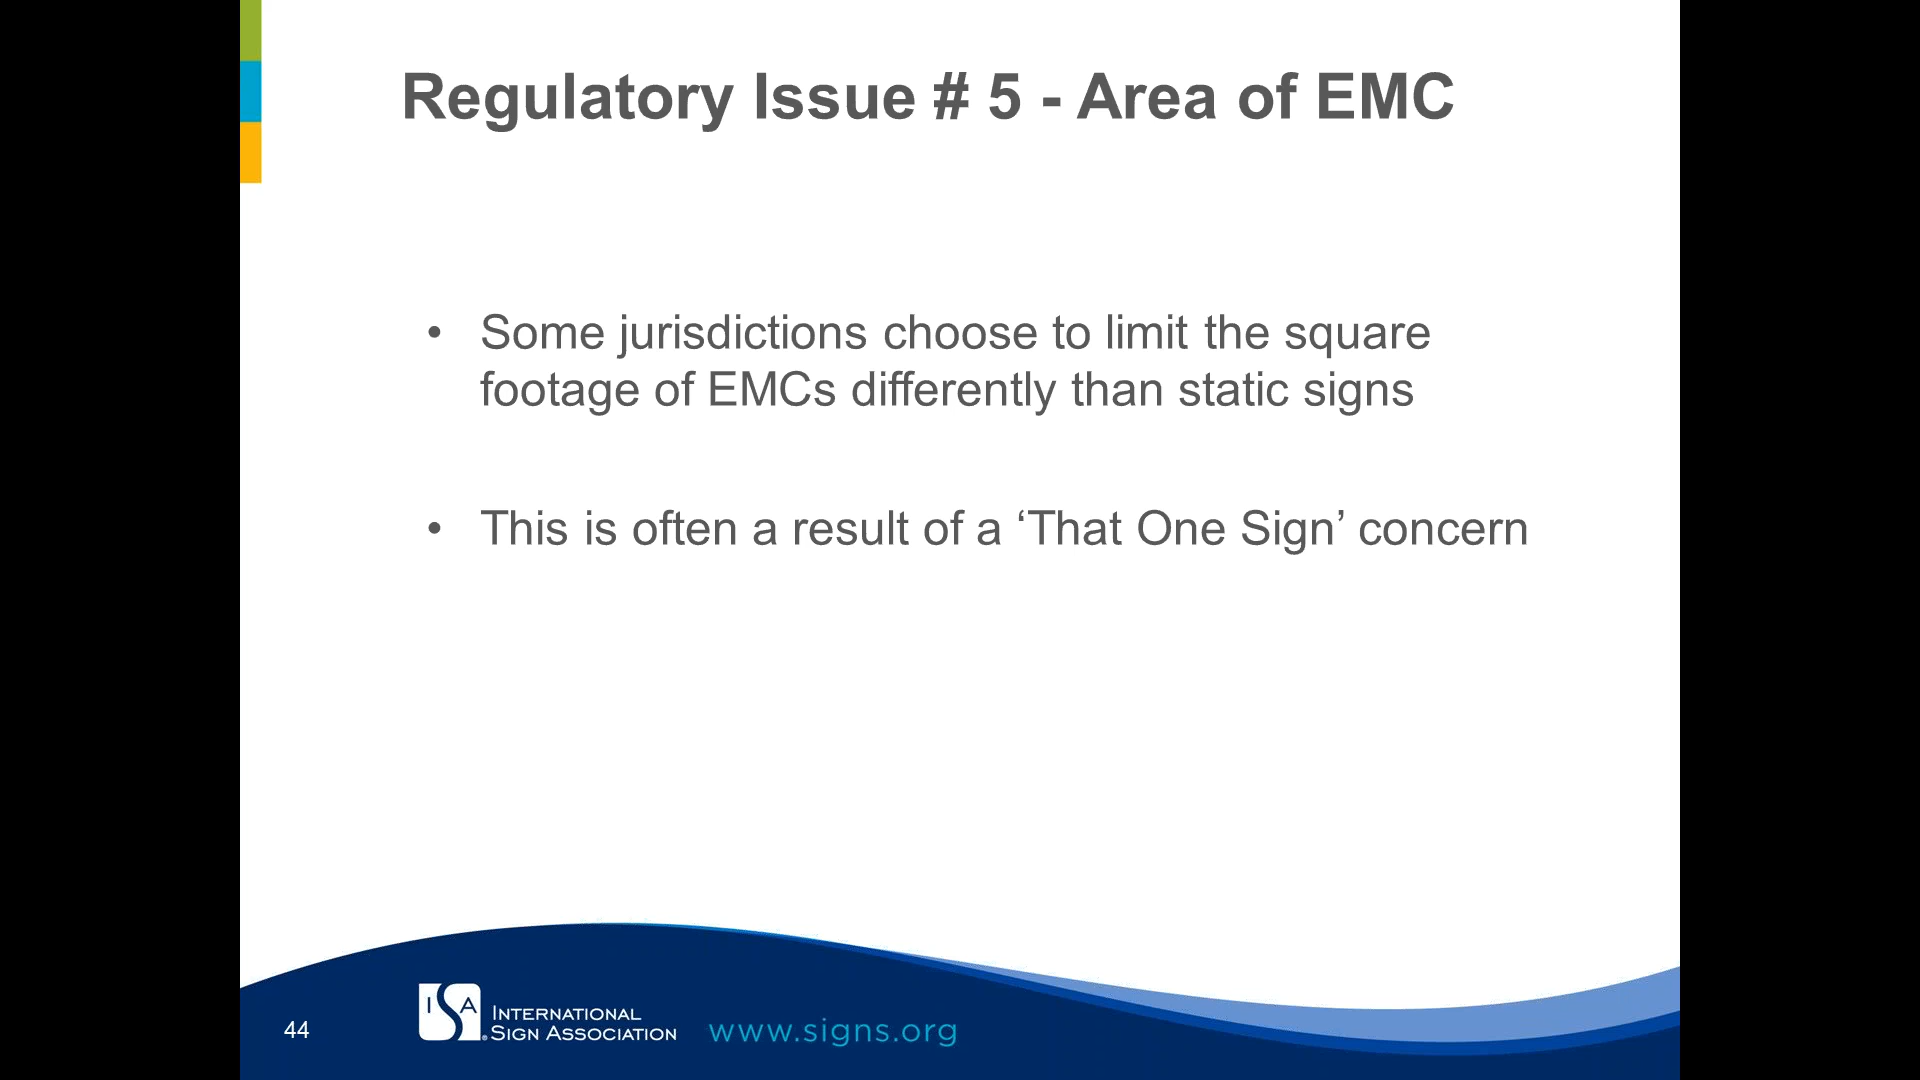 Regulatory Issue # 5 - Area of EMC
• Some jurisdictions choose to limit the square
footage of EMCs differently than static signs
• This is often a result of a ‘That One Sign’ concern
44
ISA
®
INTERNATIONAL
SIGN ASSOCIATION
www.signs.org